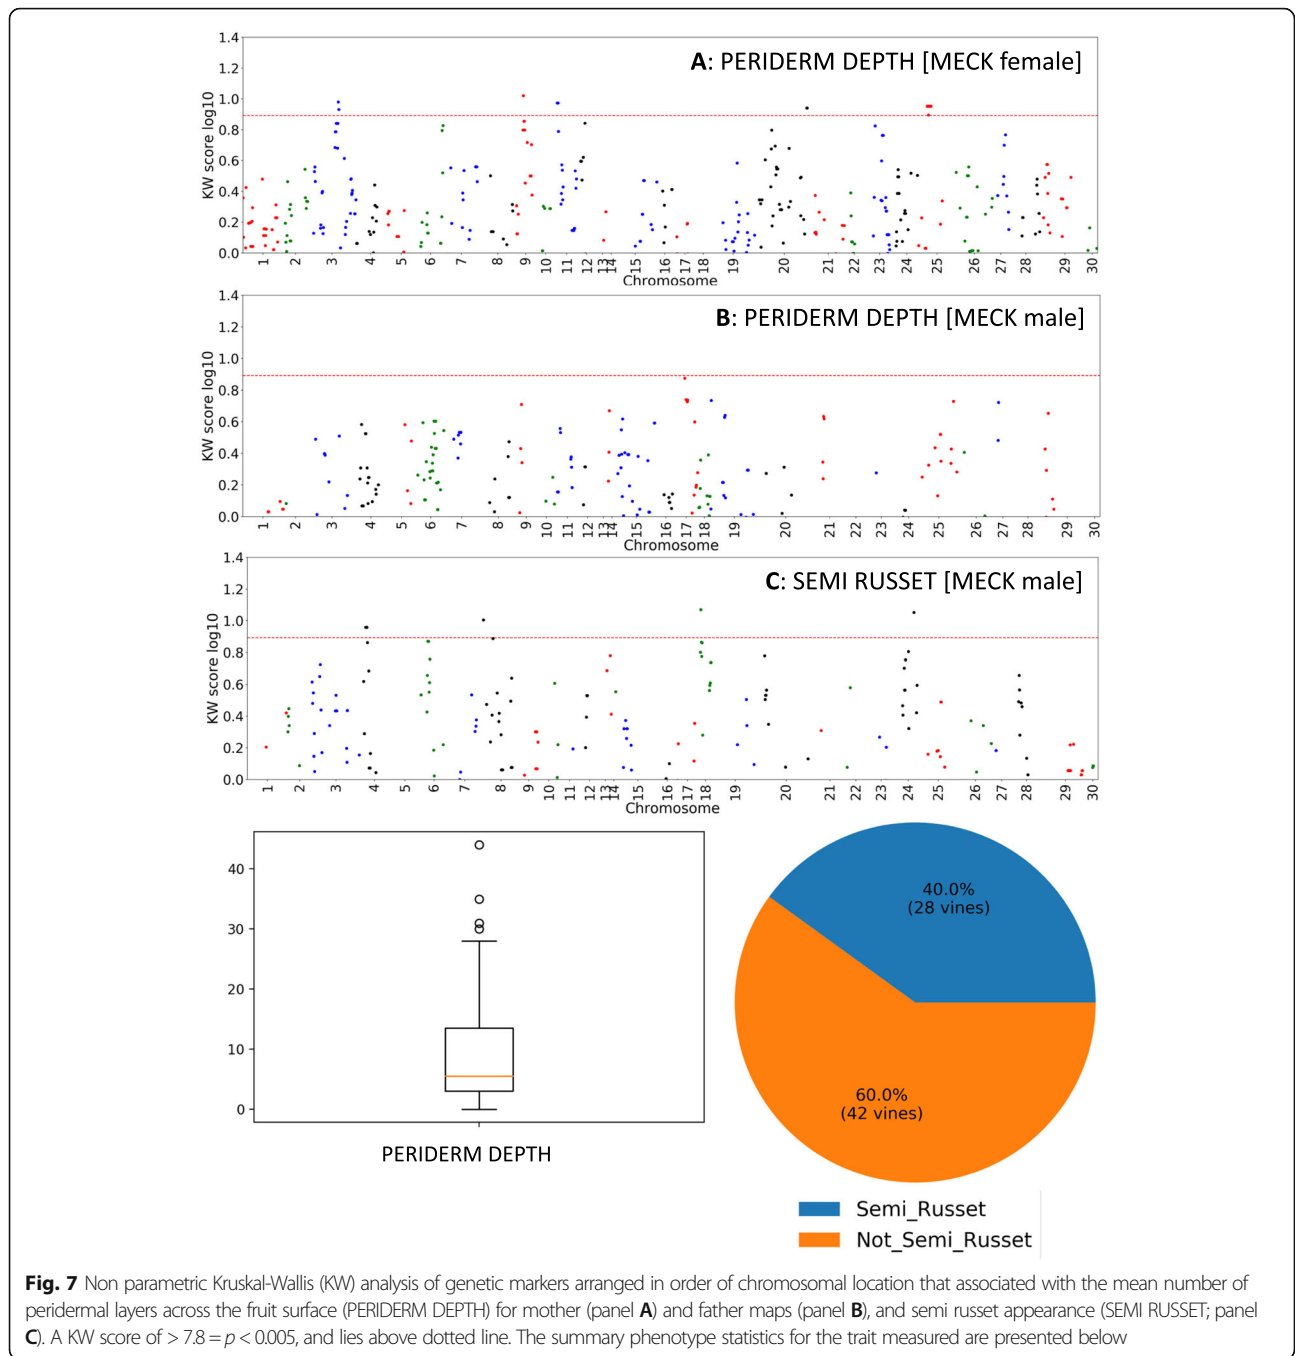 A: PERIDERM DEPTH [MECK female]
KW score log10
1.4
1.2
1.0
0.8
0.6
0.4
0.2
0.0
1 2 3 4 5 6 7 8 9 10 11 12 13 14 15 16 17 18 19 20 21 22 23 24 25 26 27 28 29 30
Chromosome
B: PERIDERM DEPTH [MECK male]
KW score log10
1.4
1.2
1.0
0.8
0.6
0.4
0.2
0.0
1 2 3 4 5 6 7 8 9 10 11 12 13 14 15 16 17 18 19 20 21 22 23 24 25 26 27 28 29 30
Chromosome
C: SEMI RUSSET [MECK male]
KW score log10
1.4
1.2
1.0
0.8
0.6
0.4
0.2
0.0
1 2 3 4 5 6 7 8 9 10 11 12 13 14 15 16 17 18 19 20 21 22 23 24 25 26 27 28 29 30
Chromosome
40
30
20
10
0
PERIDERM DEPTH
40.0%
(28 vines)
60.0%
(42 vines)
Semi_Russet
Not_Semi_Russet
Fig. 7 Non parametric Kruskal-Wallis (KW) analysis of genetic markers arranged in order of chromosomal location that associated with the mean number of
peridermal layers across the fruit surface (PERIDERM DEPTH) for mother (panel A) and father maps (panel B), and semi russet appearance (SEMI RUSSET; panel
C). A KW score of > 7.8 = p < 0.005, and lies above dotted line. The summary phenotype statistics for the trait measured are presented below